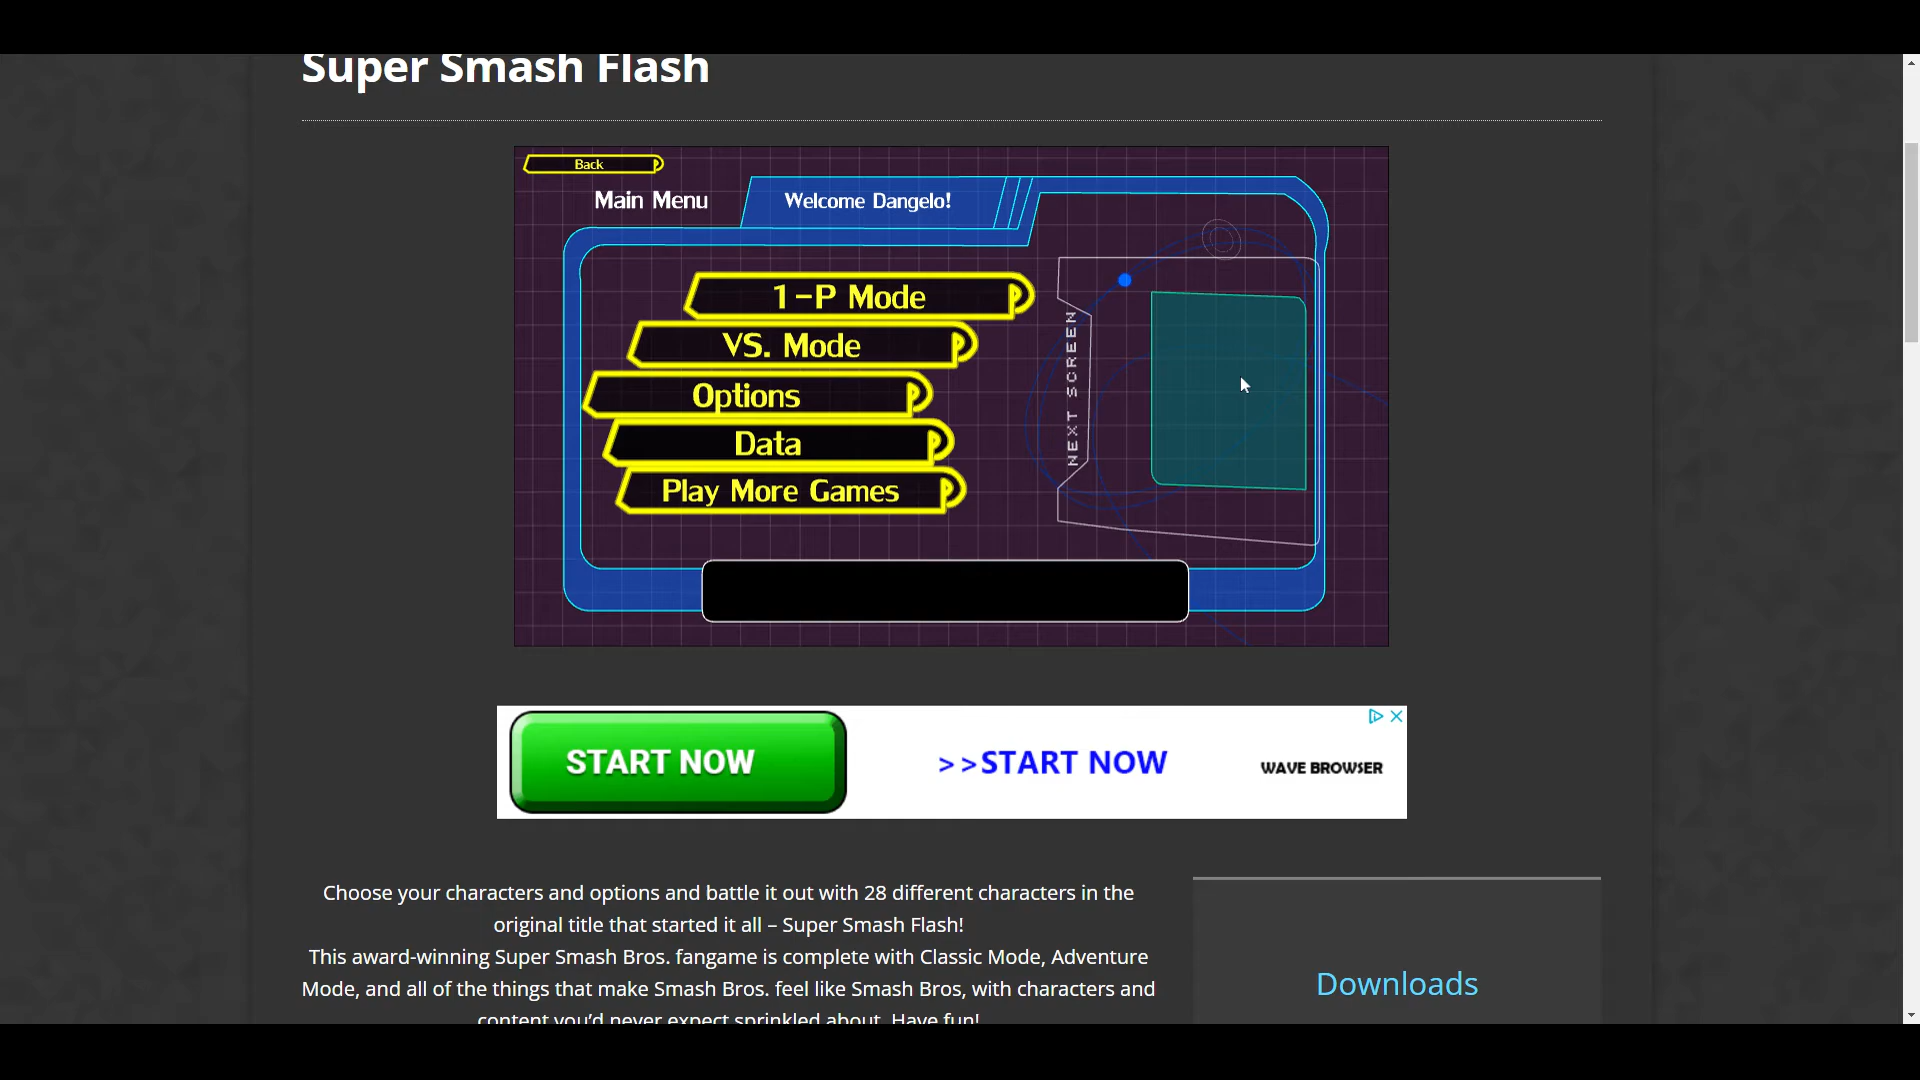 Super Smash Flash
Back
Main Menu
Welcome Dangelo!
1-P Mode
VS. Mode
Options
Data
Play More Games
NEXT SCREEN
START NOW
>>START NOW
WAVE BROWSER
Choose your characters and options and battle it out with 28 different characters in the
original title that started it all – Super Smash Flash!
This award-winning Super Smash Bros. fangame is complete with Classic Mode, Adventure
Mode, and all of the things that make Smash Bros. feel like Smash Bros, with characters and
content you’d never expect sprinkled about. Have fun!
Downloads